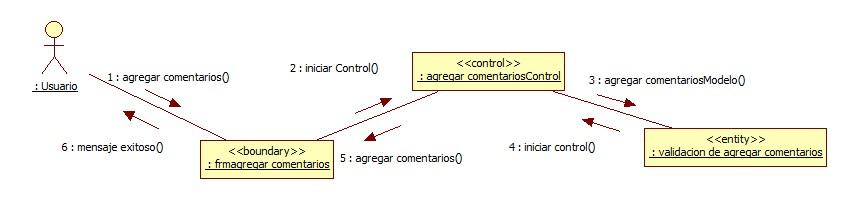 : Usuario
1 : agregar comentarios()
2 : iniciar Control()
<<control>>
: agregar comentariosControl
3 : agregar comentariosModelo()
6 : mensaje exitoso()
<<boundary>>
: frmagregar comentarios
5 : agregar comentarios()
4 : iniciar control()
<<entity>>
: validacion de agregar comentarios